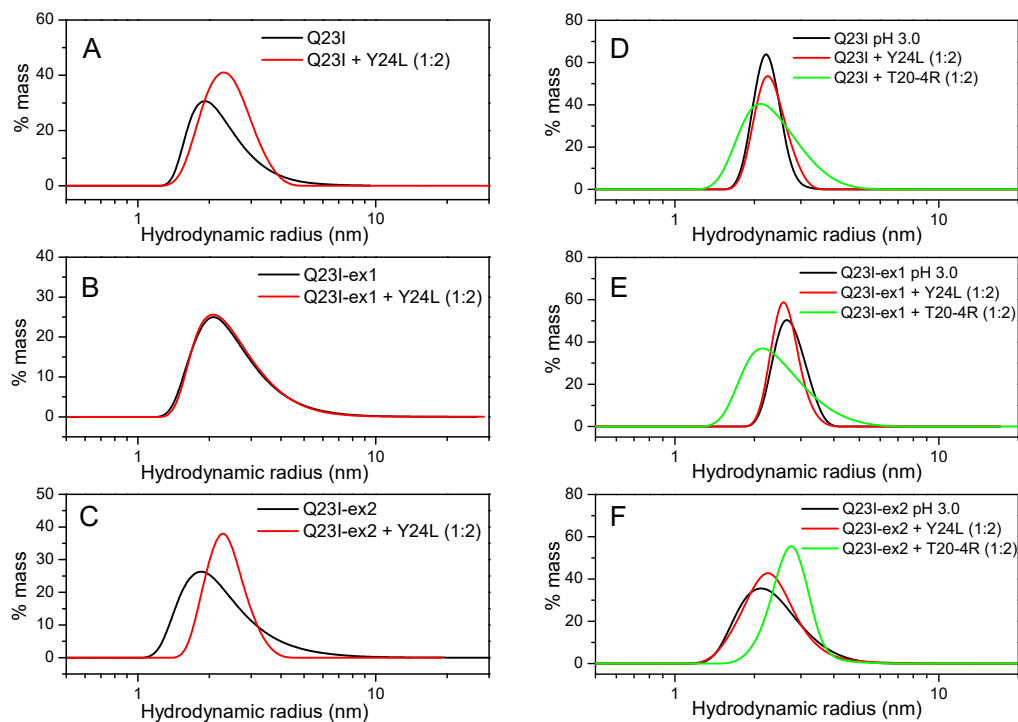 A
Q23I
Q23I + Y24L (1:2)
% mass
60
40
20
0
1
10
Hydrodynamic radius (nm)
B
Q23I-ex1
Q23I-ex1 + Y24L (1:2)
% mass
40
30
20
10
0
1
10
Hydrodynamic radius (nm)
C
Q23I-ex2
Q23I-ex2 + Y24L (1:2)
% mass
50
40
30
20
10
0
1
10
Hydrodynamic radius (nm)
D
Q23I pH 3.0
Q23I + Y24L (1:2)
Q23I + T20-4R (1:2)
% mass
80
60
40
20
0
1
10
Hydrodynamic radius (nm)
E
Q23I-ex1 pH 3.0
Q23I-ex1 + Y24L (1:2)
Q23I-ex1 + T20-4R (1:2)
% mass
80
60
40
20
0
1
10
Hydrodynamic radius (nm)
F
Q23I-ex2 pH 3.0
Q23I-ex2 + Y24L (1:2)
Q23I-ex2 + T20-4R (1:2)
% mass
80
60
40
20
0
1
10
Hydrodynamic radius (nm)